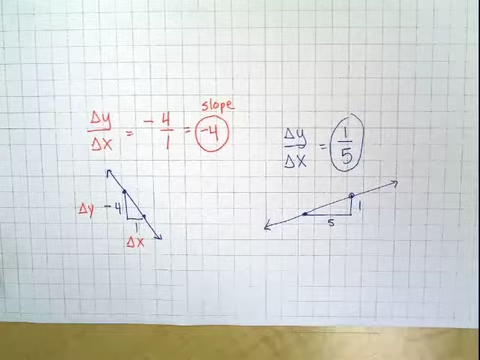 slope
Δy/Δx = -4/1 = -4
Δy/Δx = 1/5
Δy -4
1
Δx
1
5